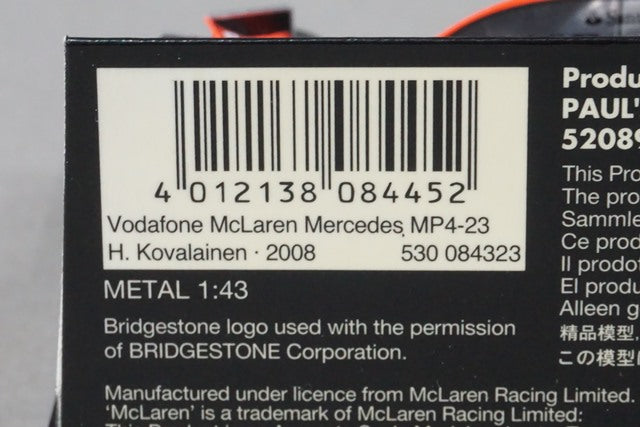 4 012138 084452
Vodafone McLaren Mercedes MP4-23
H. Kovalainen · 2008 530 084323
METAL 1:43
Bridgestone logo used with the permission
of BRIDGESTONE Corporation.
Manufactured under licence from McLaren Racing Limited.
'McLaren' is a trademark of McLaren Racing Limited:
Produ
PAUL'
52089
This Pro
The pro
Sammle
Ce prod
Il prodot
El produ
Alleen g
精品模型,
この模型